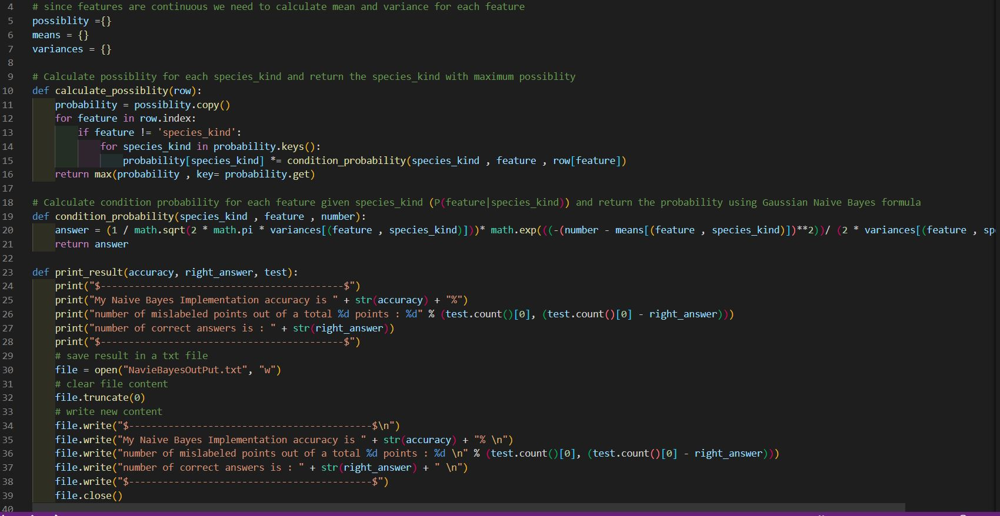 4 # since features are continuous we need to calculate mean and variance for each feature
5 possiblity ={}
6 means = {}
7 variances = {}
8
9 # Calculate possiblity for each species_kind and return the species_kind with maximum possiblity
10 def calculate_possiblity(row):
11     probability = possiblity.copy()
12     for feature in row.index:
13         if feature != 'species_kind':
14             for species_kind in probability.keys():
15                 probability[species_kind] *= condition_probability(species_kind , feature , row[feature])
16     return max(probability , key= probability.get)
17
18 # Calculate condition probability for each feature given species_kind (P(feature|species_kind)) and return the probability using Gaussian Naive Bayes formula
19 def condition_probability(species_kind , feature , number):
20     answer = (1 / math.sqrt(2 * math.pi * variances[(feature , species_kind)]))* math.exp(((-(number - means[(feature , species_kind)])**2))/ (2 * variances[(feature , sp
21     return answer
22
23 def print_result(accuracy, right_answer, test):
24     print("$-------------------------------------------$")
25     print("My Naive Bayes Implementation accuracy is " + str(accuracy) + "%")
26     print("number of mislabeled points out of a total %d points : %d" % (test.count()[0], (test.count()[0] - right_answer)))
27     print("number of correct answers is : " + str(right_answer))
28     print("$-------------------------------------------$")
29     # save result in a txt file
30     file = open("NavieBayesOutPut.txt", "w")
31     # clear file content
32     file.truncate(0)
33     # write new content
34     file.write("$-------------------------------------------$\n")
35     file.write("My Naive Bayes Implementation accuracy is " + str(accuracy) + "% \n")
36     file.write("number of mislabeled points out of a total %d points : %d \n" % (test.count()[0], (test.count()[0] - right_answer)))
37     file.write("number of correct answers is : " + str(right_answer) + " \n")
38     file.write("$-------------------------------------------$")
39     file.close()
40